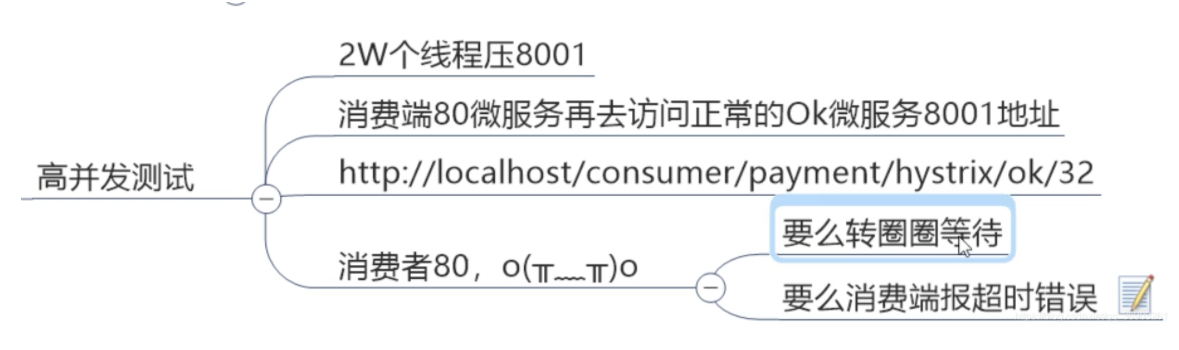 高并发测试
2W个线程压8001
消费端80微服务再去访问正常的Ok微服务8001地址
http://localhost/consumer/payment/hystrix/ok/32
消费者80，o(╥﹏╥)o
要么转圈圈等待
要么消费端报超时错误